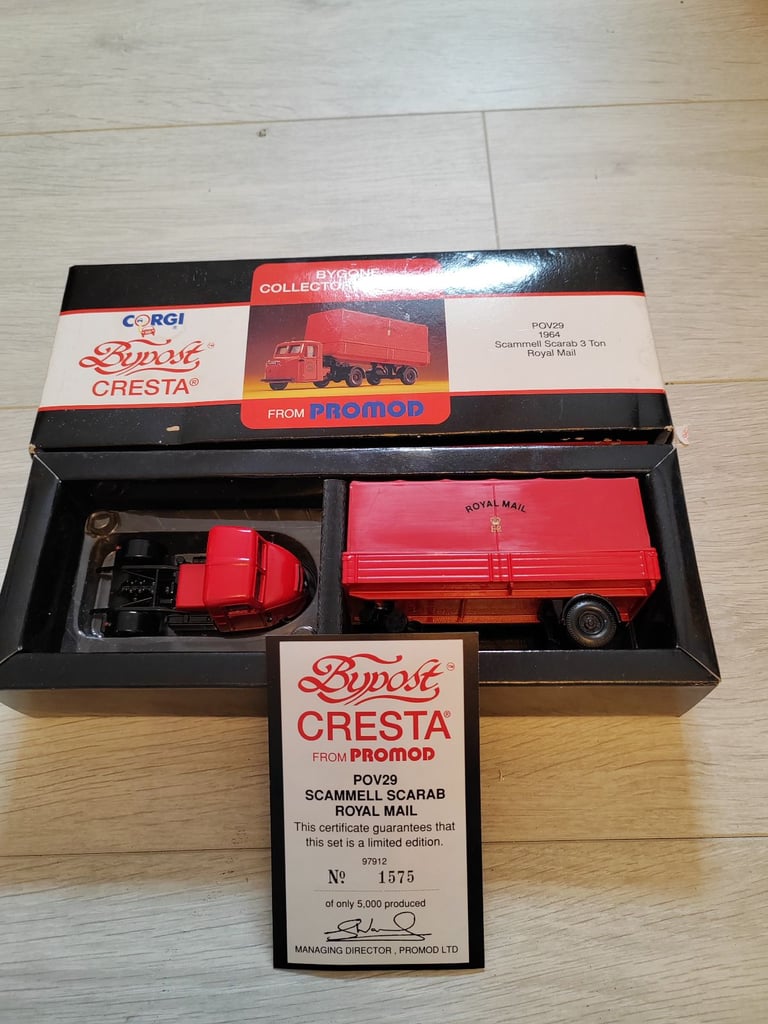 BYGONE
COLLECTOR
CORGI
Bypost™
CRESTA®
FROM PROMOD
POV29
1964
Scammell Scarab 3 Ton
Royal Mail
ROYAL MAIL
Bypost™
CRESTA®
FROM PROMOD
POV29
SCAMMELL SCARAB
ROYAL MAIL
This certificate guarantees that
this set is a limited edition.
97912
Nº 1575
of only 5,000 produced
MANAGING DIRECTOR , PROMOD LTD